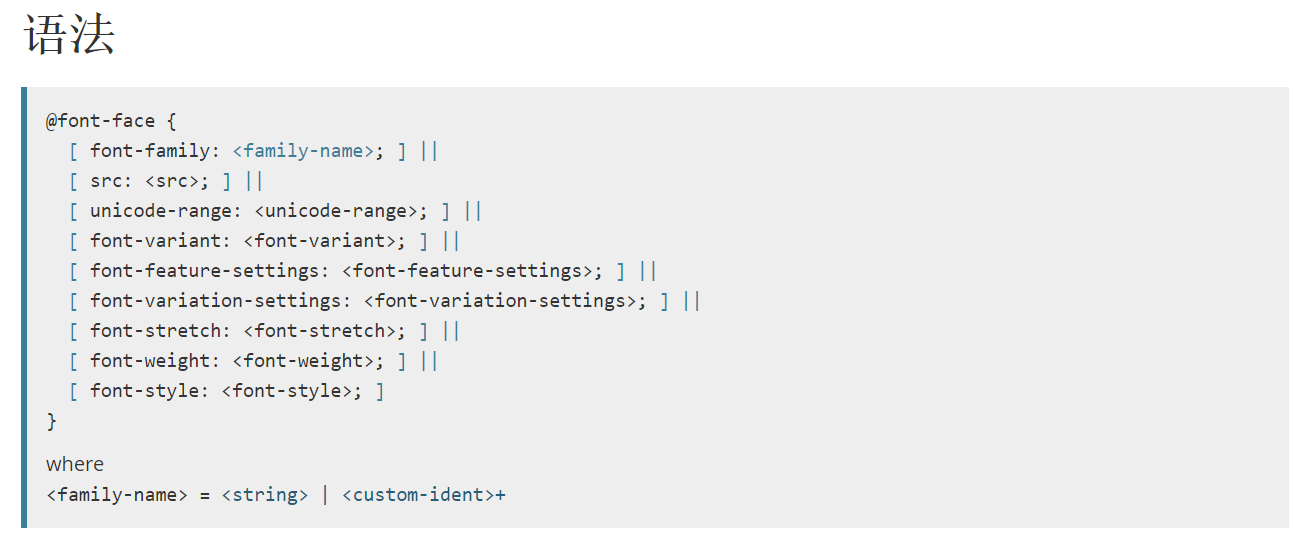 语法
@font-face {
[ font-family: <family-name>; ] ||
[ src: <src>; ] ||
[ unicode-range: <unicode-range>; ] ||
[ font-variant: <font-variant>; ] ||
[ font-feature-settings: <font-feature-settings>; ] ||
[ font-variation-settings: <font-variation-settings>; ] ||
[ font-stretch: <font-stretch>; ] ||
[ font-weight: <font-weight>; ] ||
[ font-style: <font-style>; ]
}
where
<family-name> = <string> | <custom-ident>+